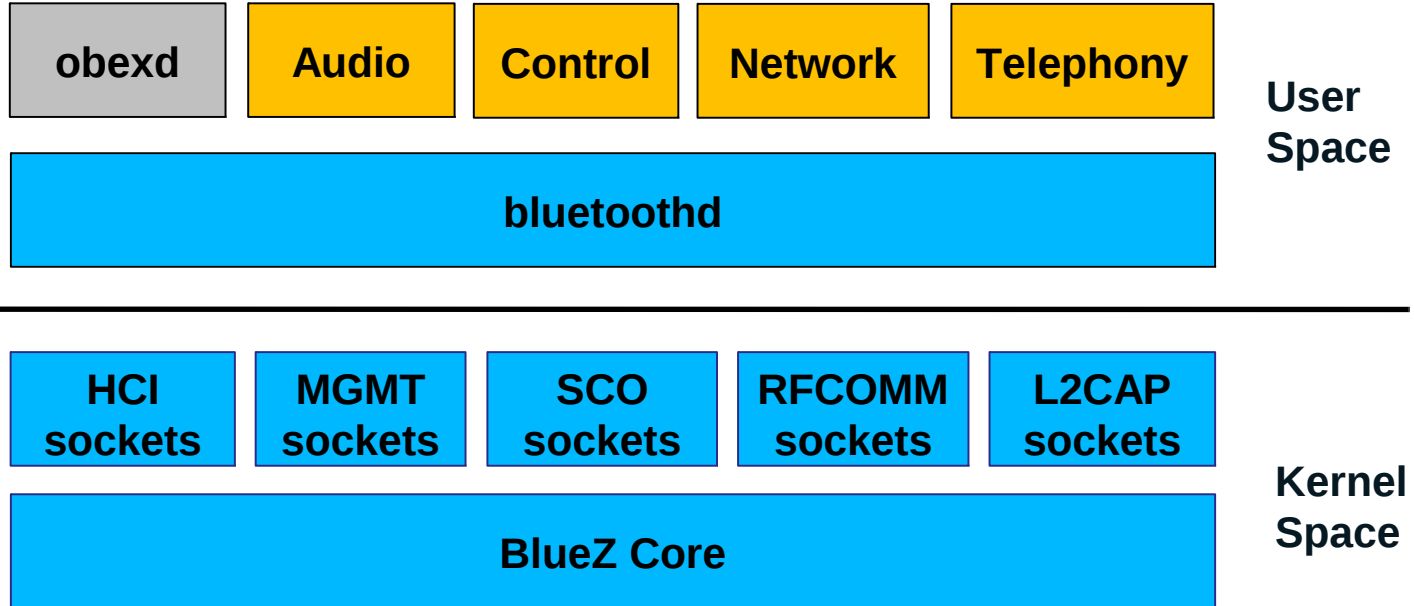 obexd
Audio
Control
Network
Telephony
User
Space
bluetoothd
HCI
sockets
MGMT
sockets
SCO
sockets
RFCOMM
sockets
L2CAP
sockets
Kernel
Space
BlueZ Core